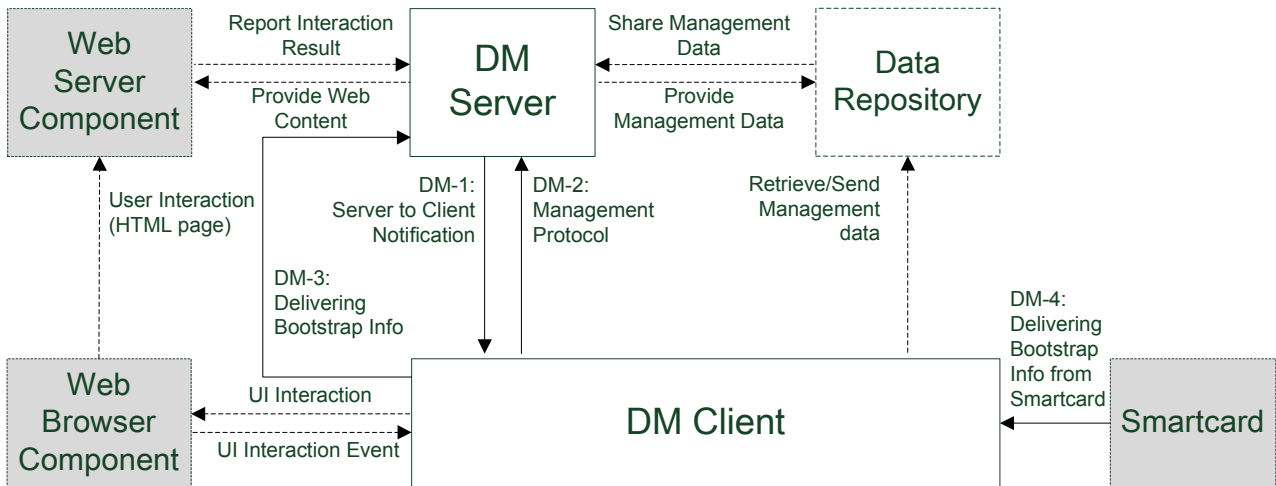 Web
Server
Component
Report Interaction
Result
Provide Web
Content
DM
Server
Share Management
Data
Provide
Management Data
Data
Repository
User Interaction
(HTML page)
DM-1:
Server to Client
Notification
DM-2:
Management
Protocol
Retrieve/Send
Management
data
DM-3:
Delivering
Bootstrap Info
DM-4:
Delivering
Bootstrap
Info from
Smartcard
Web
Browser
Component
UI Interaction
UI Interaction Event
DM Client
Smartcard